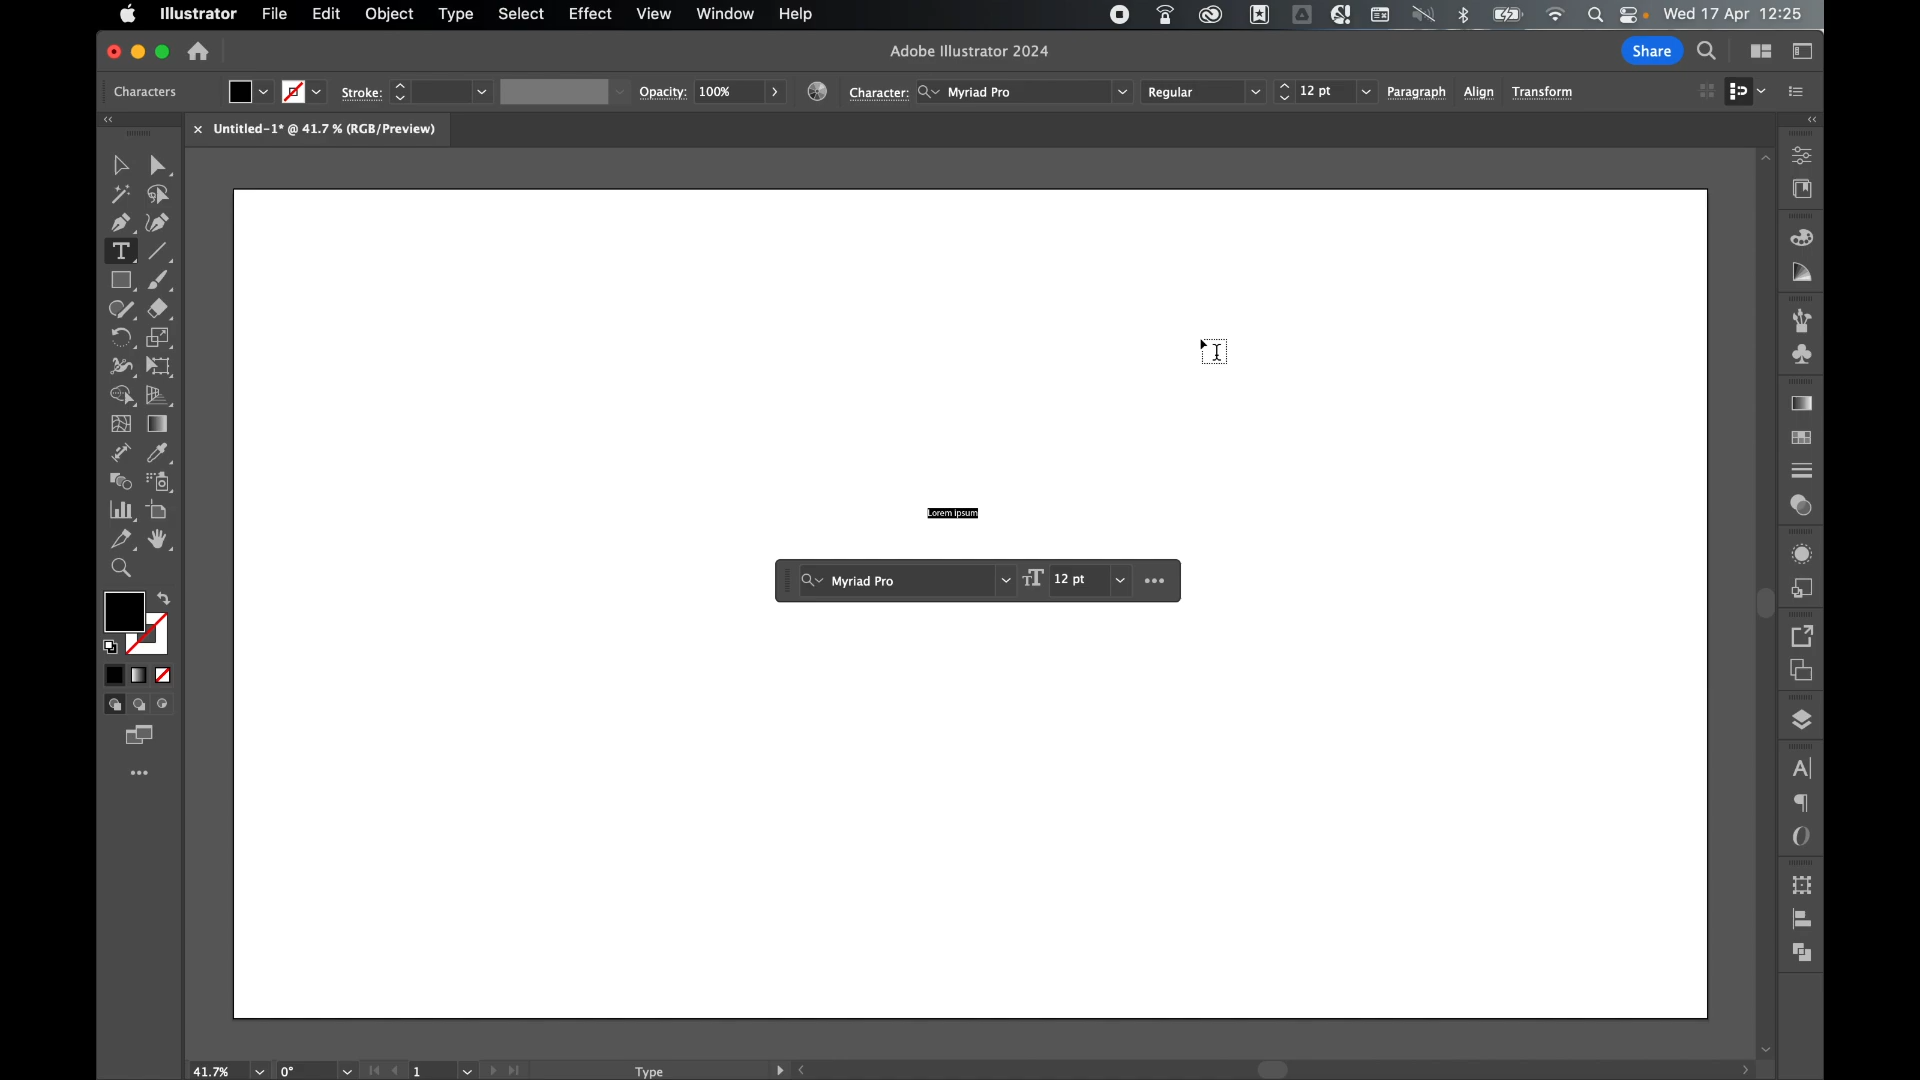 Illustrator File Edit Object Type Select Effect View Window Help Wed 17 Apr 12:25
Adobe Illustrator 2024 Share
Characters Stroke: Opacity: 100% Character: Myriad Pro Regular 12 pt Paragraph Align Transform
Untitled-1* @ 41.7 % (RGB/Preview)
Lorem ipsum
Myriad Pro 12 pt
41.7% 0° 1 Type